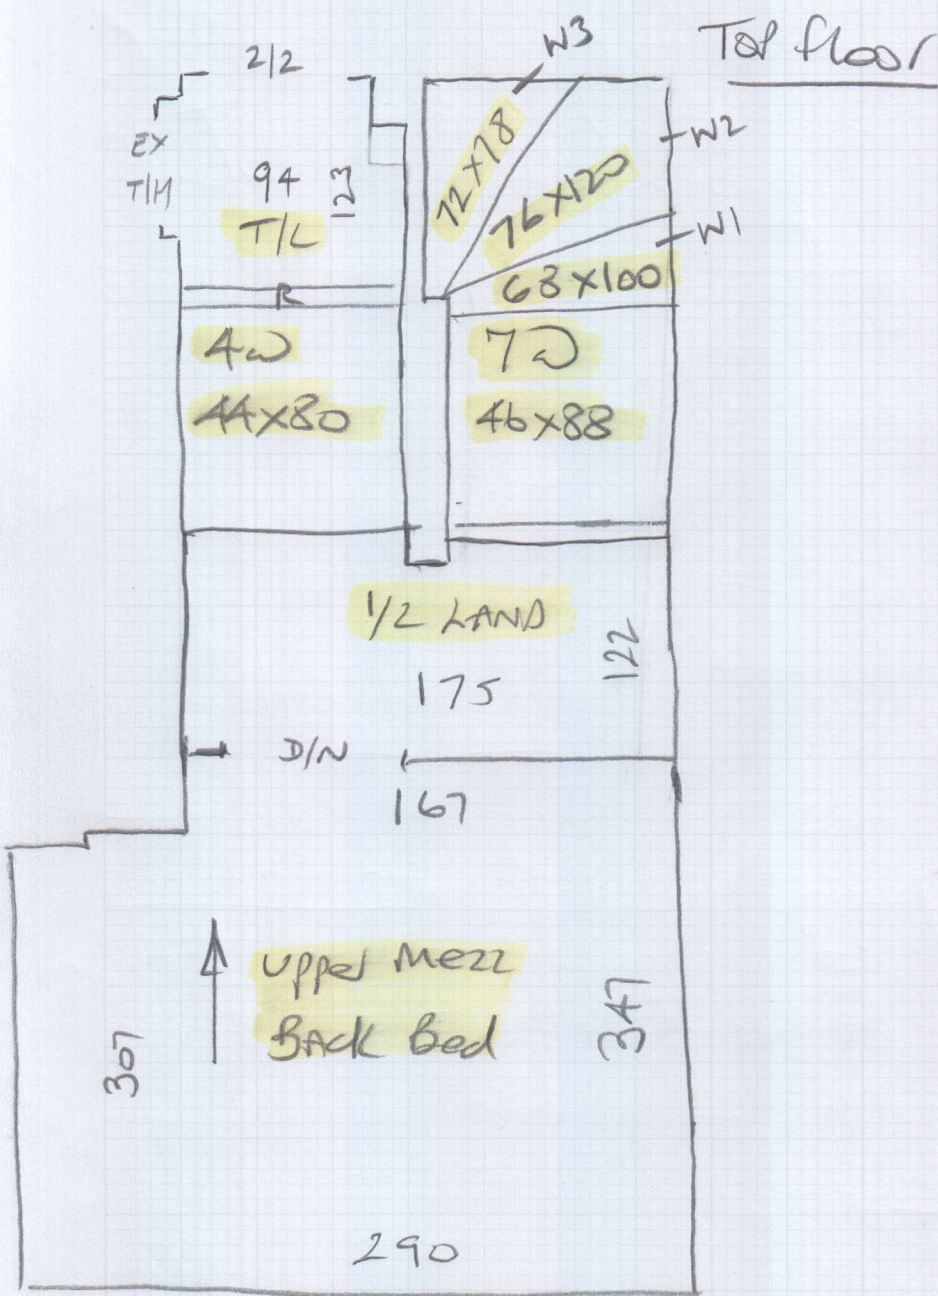 Top floor
2/2
W3
EX
T/M
94
123
T/L
72x78
W2
76x120
W1
68x100
R
4W
44x80
7W
46x88
1/2 LAND
122
175
D/N
167
Upper Mezz
Back Bed
307
347
290